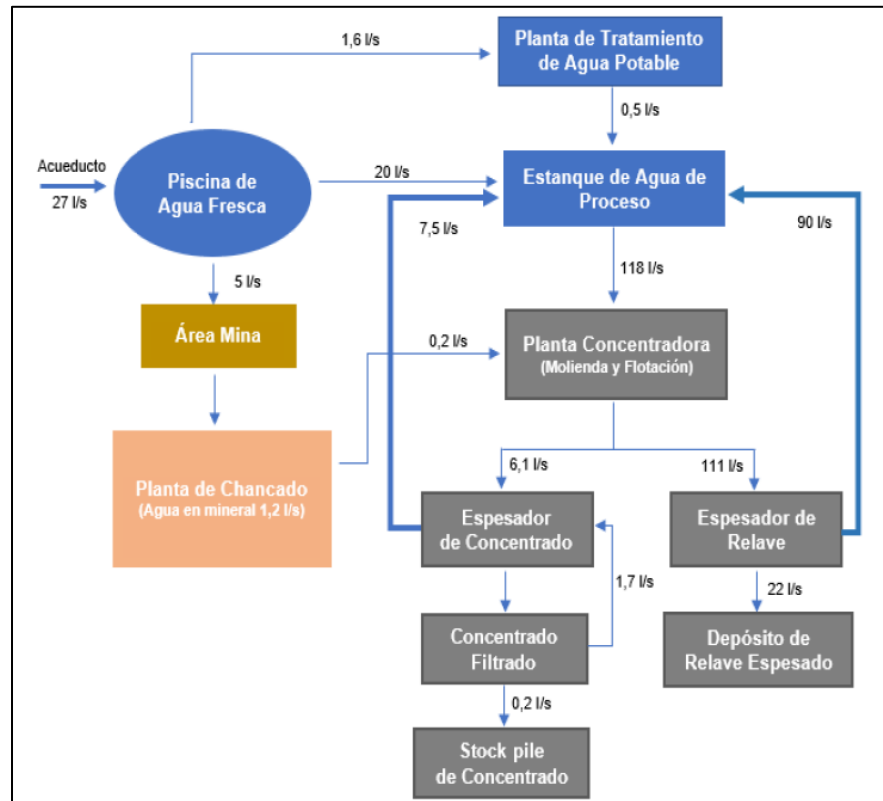 1,6 l/s
Planta de Tratamiento
de Agua Potable
0,5 l/s
Acueducto
27 l/s
Piscina de
Agua Fresca
20 l/s
Estanque de Agua de
Proceso
7,5 l/s
90 l/s
5 l/s
118 l/s
Área Mina
0,2 l/s
Planta Concentradora
(Molienda y Flotación)
Planta de Chancado
(Agua en mineral 1,2 l/s)
6,1 l/s
111 l/s
Espesador
de Concentrado
Espesador de
Relave
1,7 l/s
22 l/s
Concentrado
Filtrado
Depósito de
Relave Espesado
0,2 l/s
Stock pile
de Concentrado